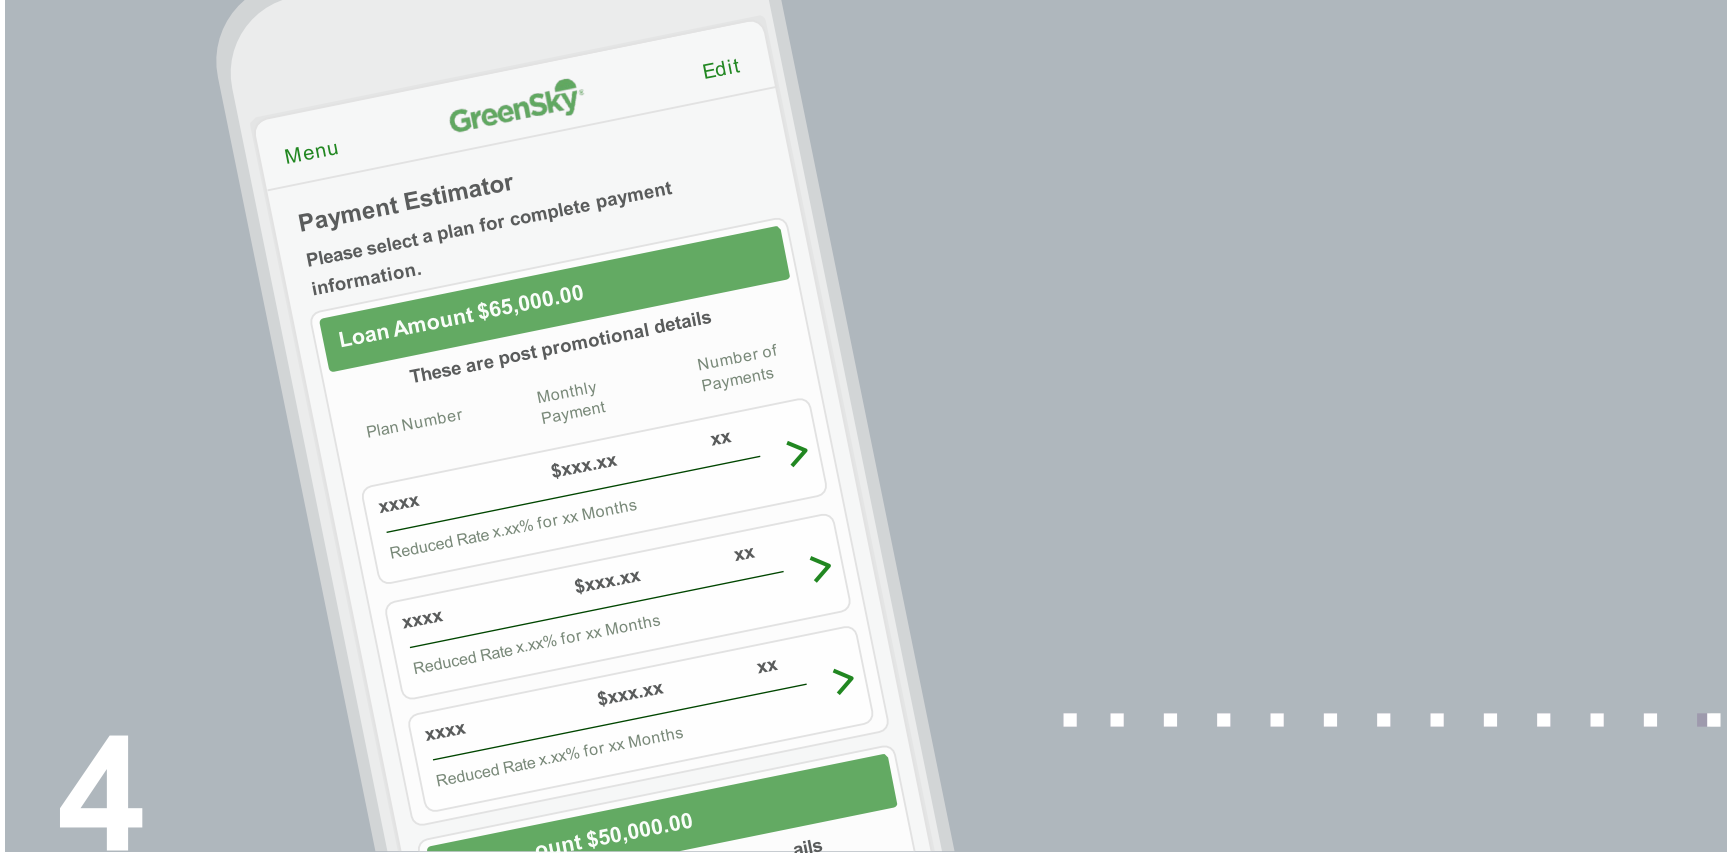 Menu
GreenSky
Edit
Payment Estimator
Please select a plan for complete payment
information.
Loan Amount $65,000.00
These are post promotional details
Plan Number
Monthly
Payment
Number of
Payments
xxxx $xxx.xx xx
Reduced Rate x.xx% for xx Months
xxxx $xxx.xx xx
Reduced Rate x.xx% for xx Months
xxxx $xxx.xx xx
Reduced Rate x.xx% for xx Months
ount $50,000.00
ails
4